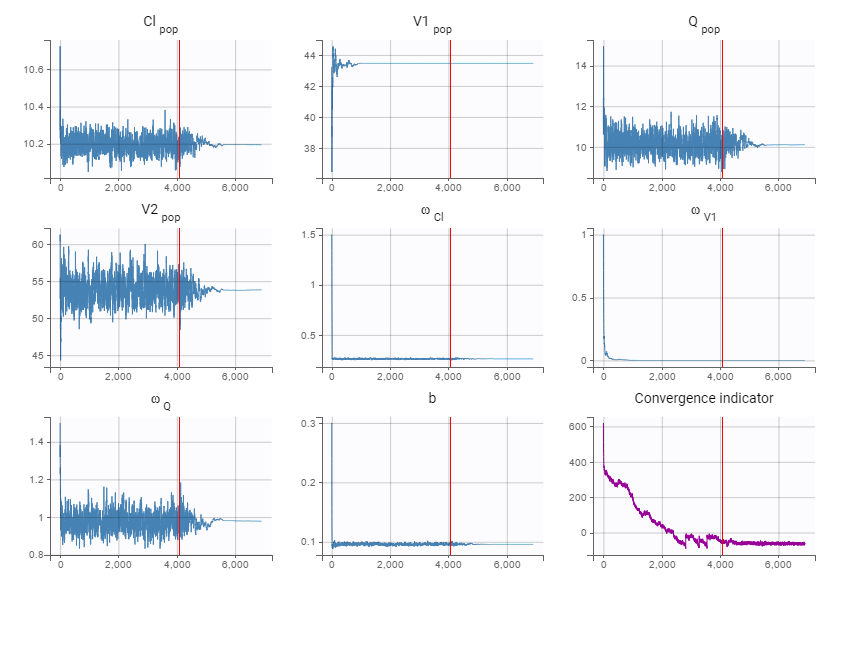 Cl pop
V1 pop
Q pop
10.6
10.4
10.2
0 2,000 4,000 6,000
44
42
40
38
0 2,000 4,000 6,000
14
12
10
0 2,000 4,000 6,000
V2 pop
ω Cl
ω V1
60
55
50
45
0 2,000 4,000 6,000
1.5
1
0.5
0 2,000 4,000 6,000
1
0.5
0
0 2,000 4,000 6,000
ω Q
b
Convergence indicator
1.4
1.2
1
0.8
0 2,000 4,000 6,000
0.3
0.2
0.1
0 2,000 4,000 6,000
600
400
200
0
0 2,000 4,000 6,000